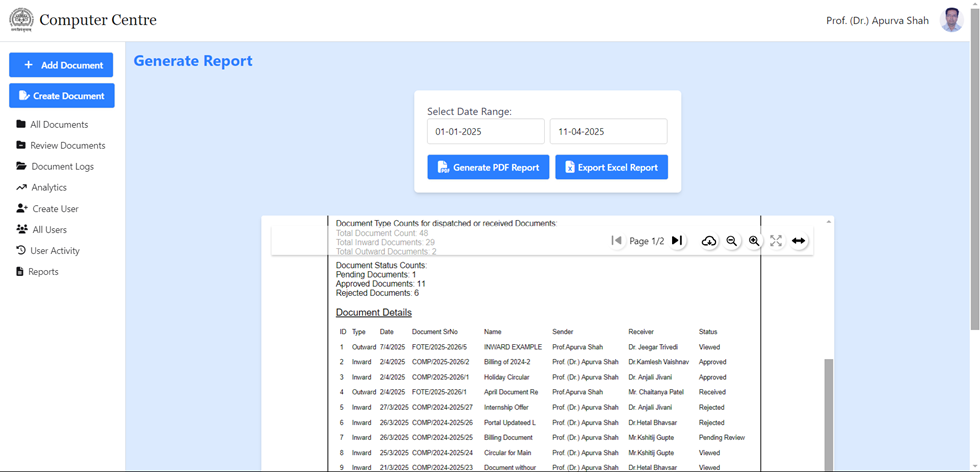 Computer Centre
Prof. (Dr.) Apurva Shah
Add Document
Create Document
All Documents
Review Documents
Document Logs
Analytics
Create User
All Users
User Activity
Reports
Generate Report
Select Date Range:
01-01-2025 11-04-2025
Generate PDF Report Export Excel Report
Document Type Counts for dispatched or received Documents:
Total Document Count: 48
Total Inward Documents: 29
Total Outward Documents: 2
Page 1/2
Document Status Counts:
Pending Documents: 1
Approved Documents: 11
Rejected Documents: 6
Document Details
ID Type Date Document SrNo Name Sender Receiver Status
1 Outward 7/4/2025 FOTE/2025-2026/5 INWARD EXAMPLE Prof.Apurva Shah Dr. Jeegar Trivedi Viewed
2 Inward 2/4/2025 COMP/2025-2026/2 Billing of 2024-2 Prof. (Dr.) Apurva Shah Dr.Kamlesh Vaishnav Approved
3 Inward 2/4/2025 COMP/2025-2026/1 Holiday Circular Prof. (Dr.) Apurva Shah Dr. Anjali Jivani Approved
4 Outward 2/4/2025 FOTE/2025-2026/1 April Document Re Prof.Apurva Shah Mr. Chaitanya Patel Received
5 Inward 27/3/2025 COMP/2024-2025/27 Internship Offer Prof. (Dr.) Apurva Shah Dr. Anjali Jivani Rejected
6 Inward 26/3/2025 COMP/2024-2025/26 Portal Updateed L Prof. (Dr.) Apurva Shah Dr.Hetal Bhavsar Rejected
7 Inward 26/3/2025 COMP/2024-2025/25 Billing Document Prof. (Dr.) Apurva Shah Mr.Kshitij Gupte Pending Review
8 Inward 25/3/2025 COMP/2024-2025/24 Circular for Main Prof. (Dr.) Apurva Shah Mr.Kshitij Gupte Viewed
9 Inward 21/3/2025 COMP/2024-2025/23 Document withour Prof. (Dr.) Apurva Shah Dr.Hetal Bhavsar Viewed